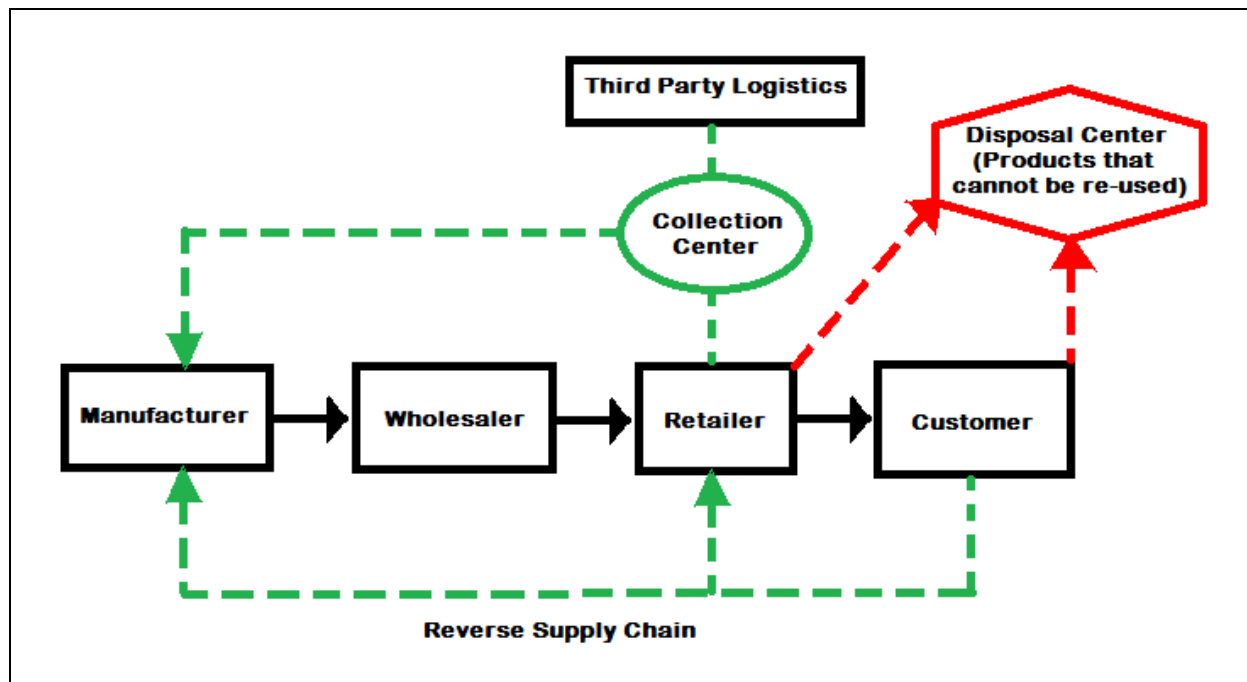 Third Party Logistics
Disposal Center
(Products that
cannot be re-used)
Collection
Center
Manufacturer
Wholesaler
Retailer
Customer
Reverse Supply Chain